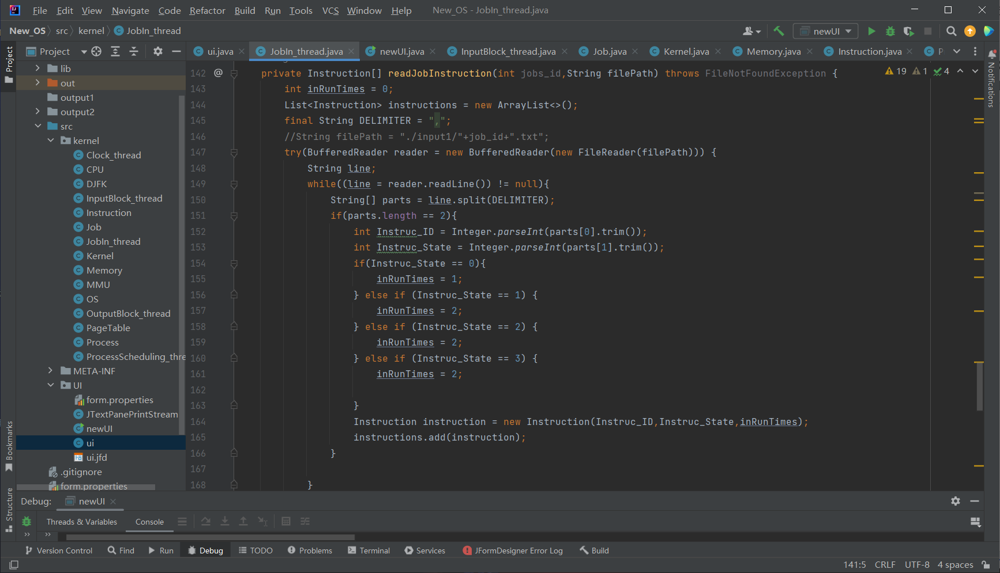 File Edit View Navigate Code Refactor Build Run Tools VCS Window Help New_OS - JobIn_thread.java
New_OS src kernel JobIn_thread newUI
Project ui.java JobIn_thread.java newUI.java InputBlock_thread.java Job.java Kernel.java Memory.java Instruction.java P
Project
Bookmarks
Structure
Notifications
lib
out
output1
output2
src
kernel
Clock_thread
CPU
DJFK
InputBlock_thread
Instruction
Job
JobIn_thread
Kernel
Memory
MMU
OS
OutputBlock_thread
PageTable
Process
ProcessScheduling_thre
META-INF
UI
form.properties
JTextPanePrintStream
newUI
ui
ui.jfd
.gitignore
form.properties
19 1 4
142 @ private Instruction[] readJobInstruction(int jobs_id,String filePath) throws FileNotFoundException {
143 int inRunTimes = 0;
144 List<Instruction> instructions = new ArrayList<>();
145 final String DELIMITER = ",";
146 //String filePath = "./input1/"+job_id+".txt";
147 try(BufferedReader reader = new BufferedReader(new FileReader(filePath))) {
148 String line;
149 while((line = reader.readLine()) != null){
150 String[] parts = line.split(DELIMITER);
151 if(parts.length == 2){
152 int Instruc_ID = Integer.parseInt(parts[0].trim());
153 int Instruc_State = Integer.parseInt(parts[1].trim());
154 if(Instruc_State == 0){
155 inRunTimes = 1;
156 } else if (Instruc_State == 1) {
157 inRunTimes = 2;
158 } else if (Instruc_State == 2) {
159 inRunTimes = 2;
160 } else if (Instruc_State == 3) {
161 inRunTimes = 2;
162
163 }
164 Instruction instruction = new Instruction(Instruc_ID,Instruc_State,inRunTimes);
165 instructions.add(instruction);
166 }
167
168 }
Debug: newUI
Threads & Variables Console
Version Control Find Run Debug TODO Problems Terminal Services JFormDesigner Error Log Build
141:5 CRLF UTF-8 4 spaces